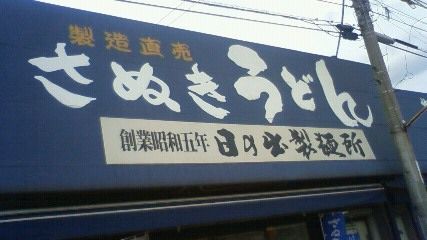 製造直売
さぬきうどん
創業昭和五年 日の出製麺所